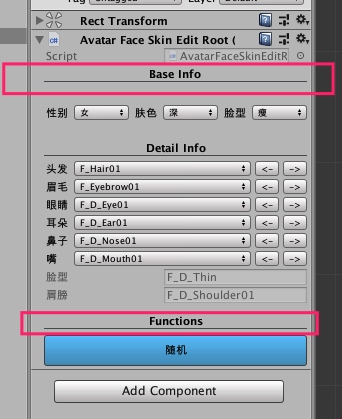 Tag Untagged Layer Default
Rect Transform
Avatar Face Skin Edit Root (
Script AvatarFaceSkinEditR
Base Info
性别 女 肤色 深 脸型 瘦
Detail Info
头发 F_Hair01 <- ->
眉毛 F_Eyebrow01 <- ->
眼睛 F_D_Eye01 <- ->
耳朵 F_D_Ear01 <- ->
鼻子 F_D_Nose01 <- ->
嘴 F_D_Mouth01 <- ->
脸型 F_D_Thin
肩膀 F_D_Shoulder01
Functions
随机
Add Component